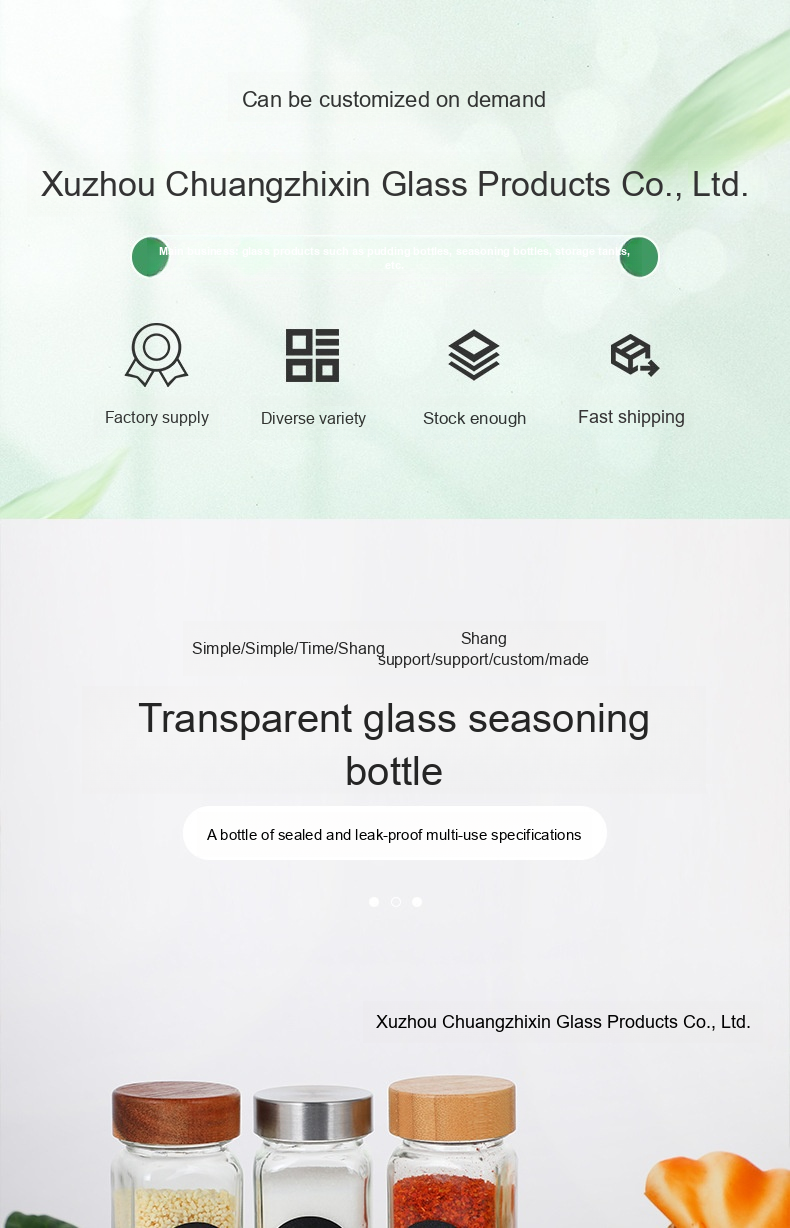 Can be customized on demand
Xuzhou Chuangzhixin Glass Products Co., Ltd.
Main business: glass products such as pudding bottles, seasoning bottles, storage tanks,
etc.
Factory supply
Diverse variety
Stock enough
Fast shipping
Simple/Simple/Time/Shang
Shang
support/support/custom/made
Transparent glass seasoning
bottle
A bottle of sealed and leak-proof multi-use specifications
Xuzhou Chuangzhixin Glass Products Co., Ltd.